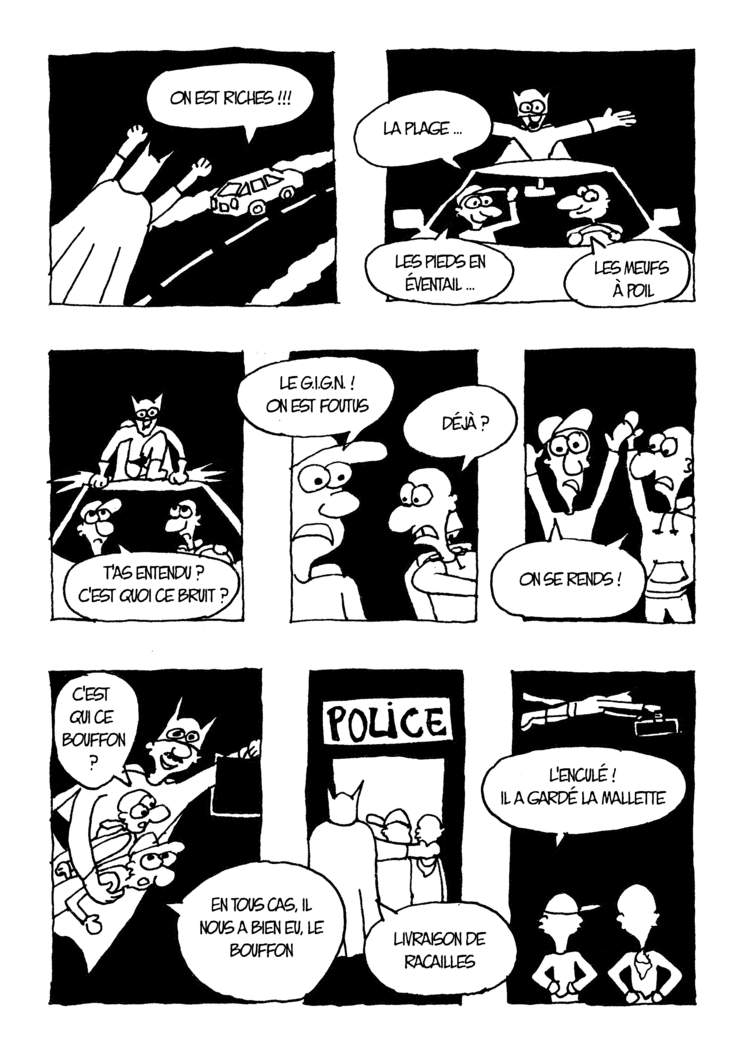 ON EST RICHES !!!
LA PLAGE ...
LES PIEDS EN
ÉVENTAIL ...
LES MEUFS
À POIL
T'AS ENTENDU ?
C'EST QUOI CE BRUIT ?
LE G.I.G.N. !
ON EST FOUTUS
DÉJÀ ?
ON SE RENDS !
C'EST
QUI CE
BOUFFON
?
EN TOUS CAS, IL
NOUS A BIEN EU, LE
BOUFFON
POLICE
LIVRAISON DE
RACAILLES
L'ENCULÉ !
IL A GARDÉ LA MALLETTE